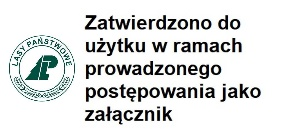 LASY PAŃSTWOWE
Zatwierdzono do
użytku w ramach
prowadzonego
postępowania jako
załącznik